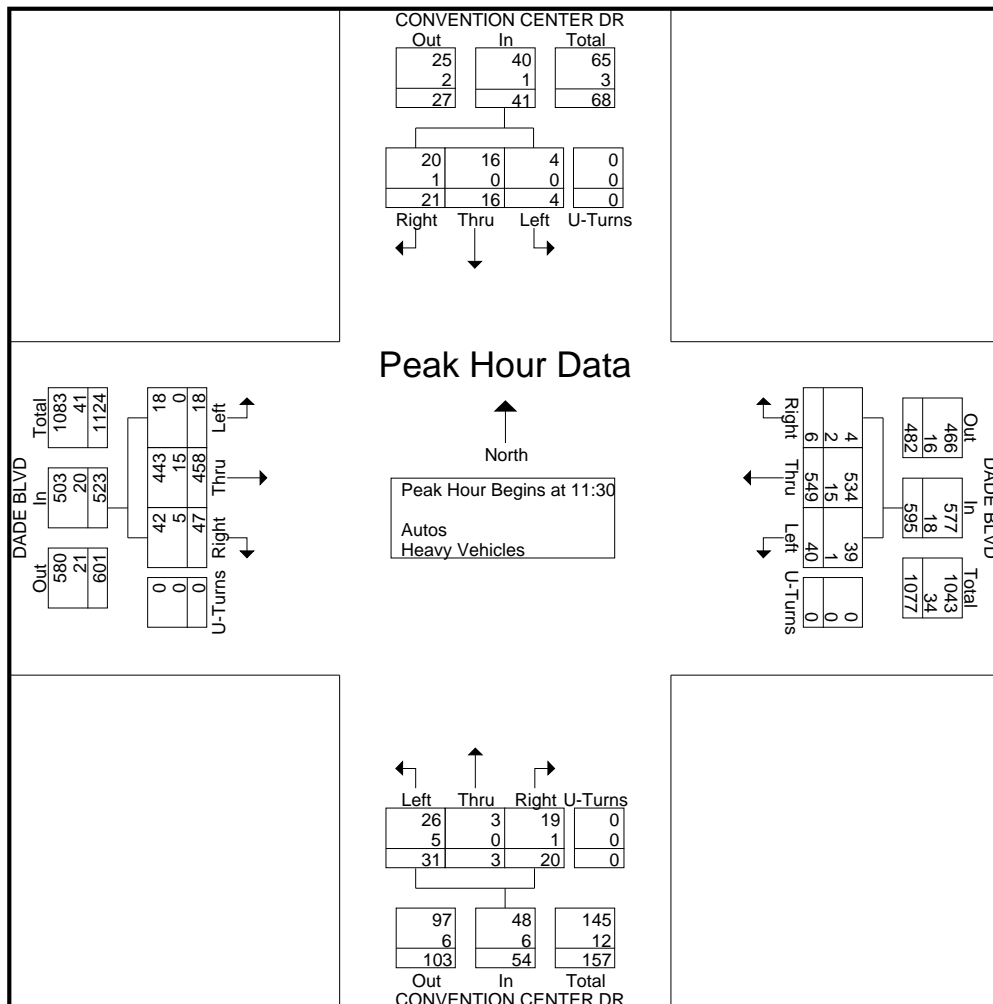 CONVENTION CENTER DR
Out In Total
25 40 65
2 1 3
27 41 68
20 16 4 0
1 0 0 0
21 16 4 0
Right Thru Left U-Turns
Peak Hour Data
North
Peak Hour Begins at 11:30
Autos
Heavy Vehicles
DADE BLVD
Out In Total
580 503 1083
21 20 41
601 523 1124
Left Thru Right U-Turns
18 443 42 0
0 15 5 0
18 458 47 0
DADE BLVD
Out In Total
466 577 1043
16 18 34
482 595 1077
Right Thru Left U-Turns
4 534 39 0
2 15 1 0
6 549 40 0
Left Thru Right U-Turns
26 3 19 0
5 0 1 0
31 3 20 0
97 48 145
6 6 12
103 54 157
Out In Total
CONVENTION CENTER DR